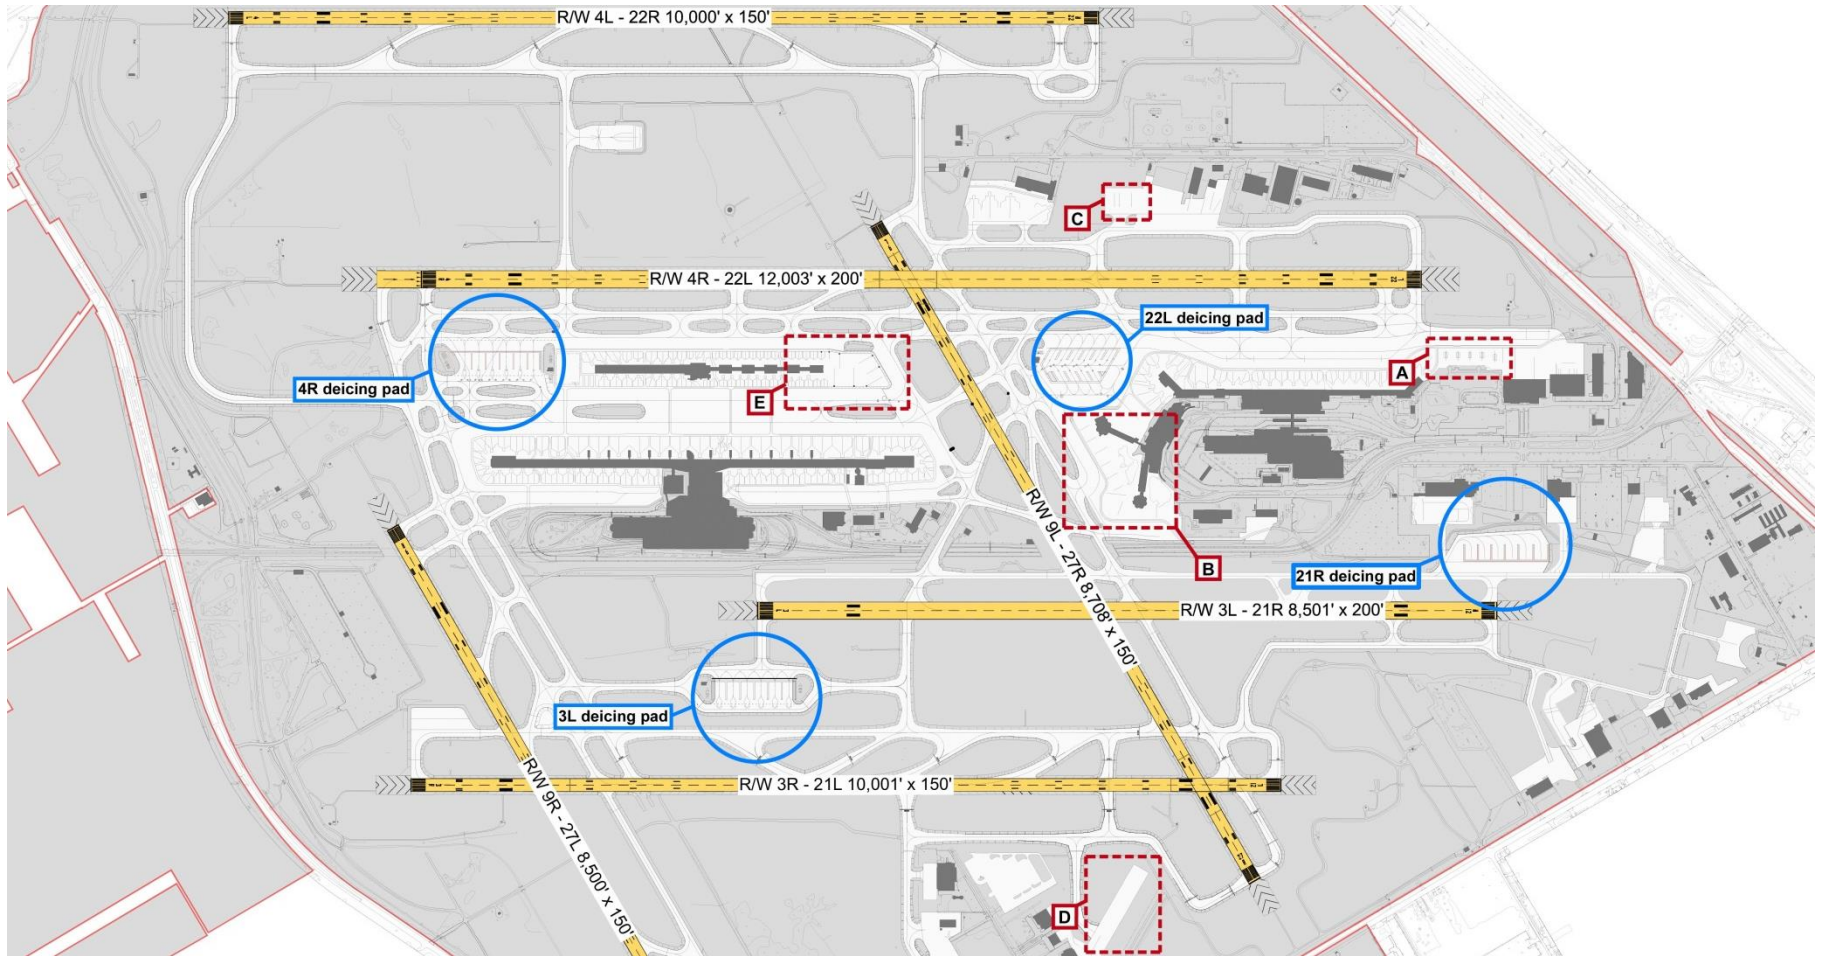 R/W 4L - 22R 10,000' x 150'
C
R/W 4R - 22L 12,003' x 200'
22L deicing pad
A
4R deicing pad
E
R/W 9L - 27R 8,708' x 150'
B
21R deicing pad
R/W 3L - 21R 8,501' x 200'
3L deicing pad
R/W 3R - 21L 10,001' x 150'
R/W 9R - 27L 8,500' x 150'
D